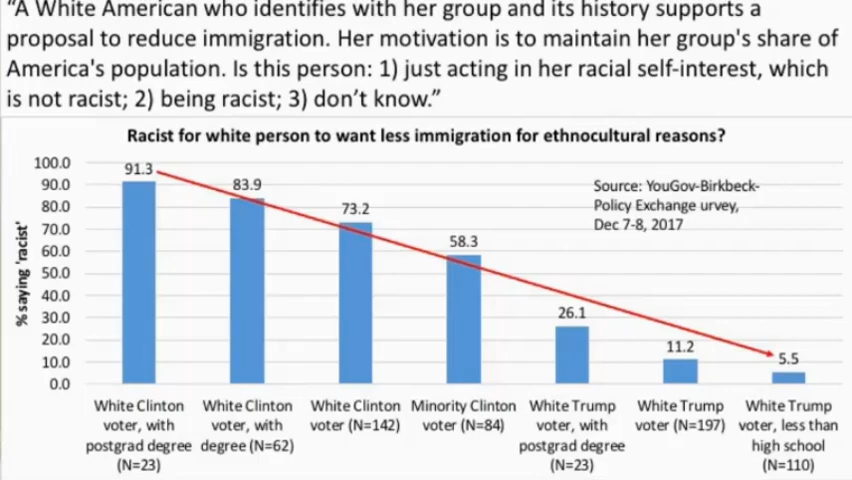 “A White American who identifies with her group and its history supports a
proposal to reduce immigration. Her motivation is to maintain her group's share of
America's population. Is this person: 1) just acting in her racial self-interest, which
is not racist; 2) being racist; 3) don’t know.”
Racist for white person to want less immigration for ethnocultural reasons?
% saying 'racist'
100.0
90.0
80.0
70.0
60.0
50.0
40.0
30.0
20.0
10.0
0.0
91.3
83.9
73.2
58.3
26.1
11.2
5.5
Source: YouGov-Birkbeck-
Policy Exchange urvey,
Dec 7-8, 2017
White Clinton
voter, with
postgrad degree
(N=23)
White Clinton
voter, with
degree (N=62)
White Clinton
voter (N=142)
Minority Clinton
voter (N=84)
White Trump
voter, with
postgrad degree
(N=23)
White Trump
voter (N=197)
White Trump
voter, less than
high school
(N=110)